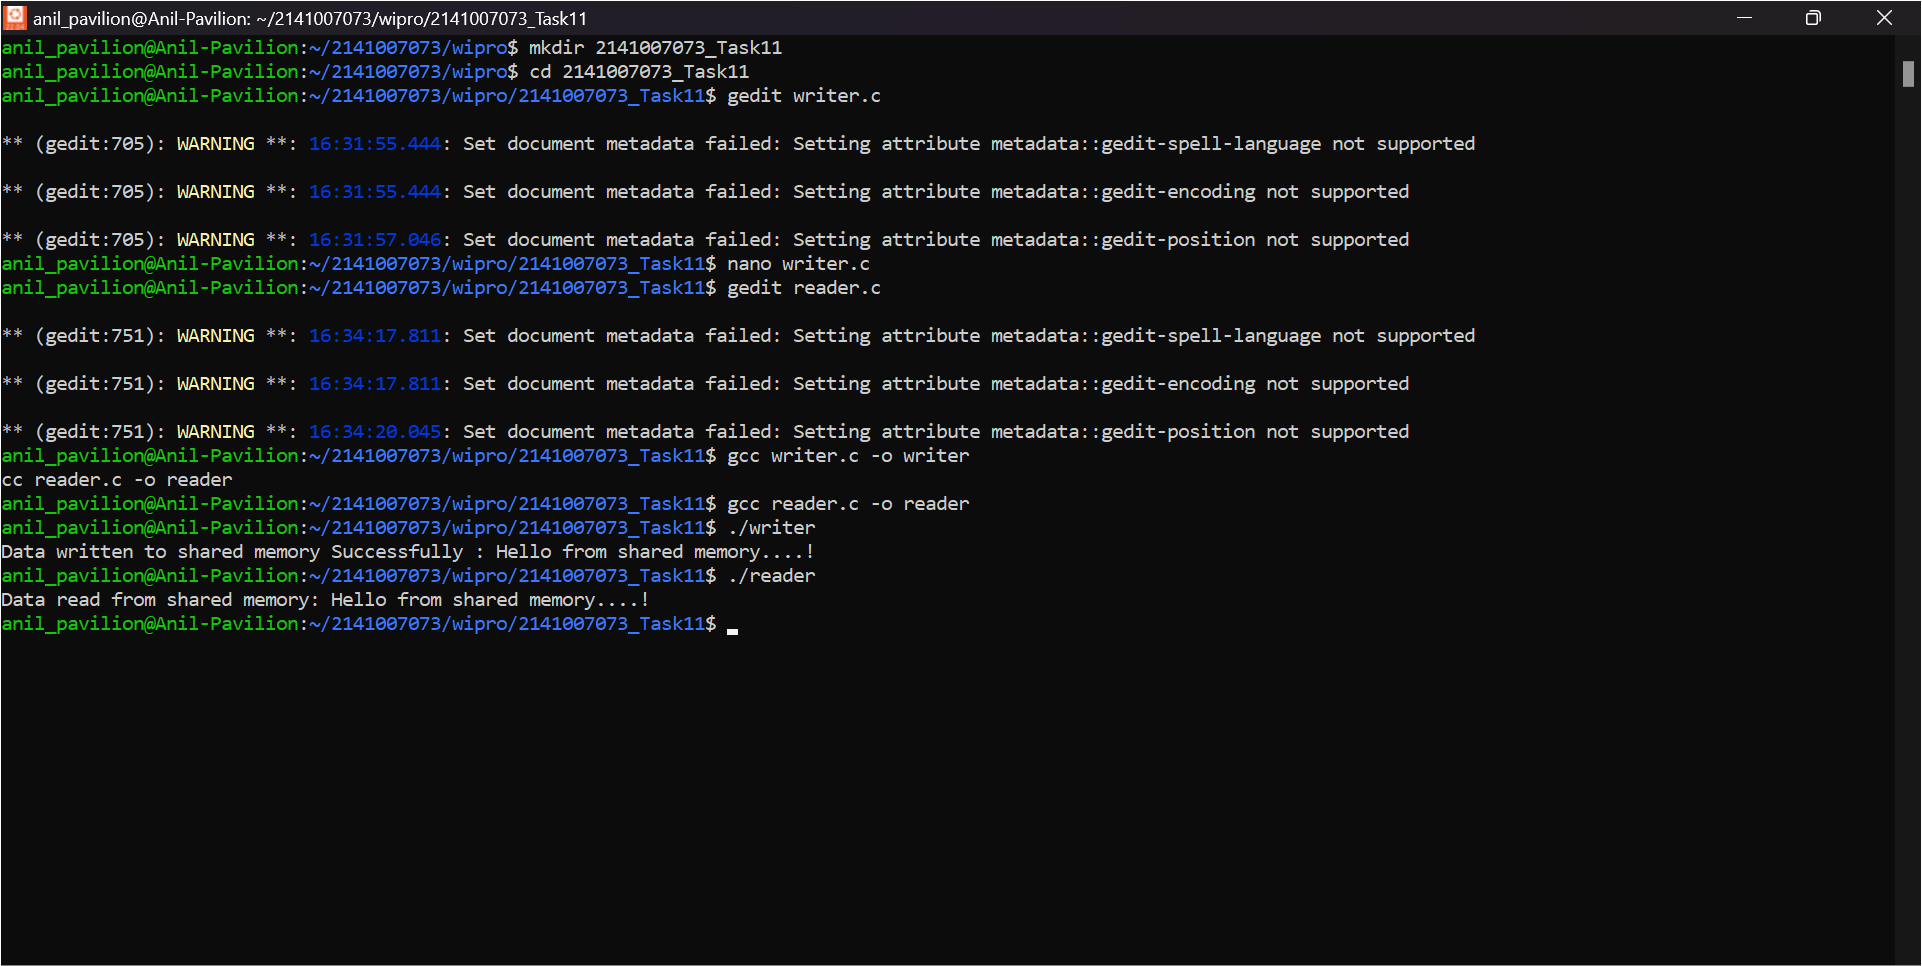 anil_pavilion@Anil-Pavilion: ~/2141007073/wipro/2141007073_Task11
anil_pavilion@Anil-Pavilion:~/2141007073/wipro$ mkdir 2141007073_Task11
anil_pavilion@Anil-Pavilion:~/2141007073/wipro$ cd 2141007073_Task11
anil_pavilion@Anil-Pavilion:~/2141007073/wipro/2141007073_Task11$ gedit writer.c
** (gedit:705): WARNING **: 16:31:55.444: Set document metadata failed: Setting attribute metadata::gedit-spell-language not supported
** (gedit:705): WARNING **: 16:31:55.444: Set document metadata failed: Setting attribute metadata::gedit-encoding not supported
** (gedit:705): WARNING **: 16:31:57.046: Set document metadata failed: Setting attribute metadata::gedit-position not supported
anil_pavilion@Anil-Pavilion:~/2141007073/wipro/2141007073_Task11$ nano writer.c
anil_pavilion@Anil-Pavilion:~/2141007073/wipro/2141007073_Task11$ gedit reader.c
** (gedit:751): WARNING **: 16:34:17.811: Set document metadata failed: Setting attribute metadata::gedit-spell-language not supported
** (gedit:751): WARNING **: 16:34:17.811: Set document metadata failed: Setting attribute metadata::gedit-encoding not supported
** (gedit:751): WARNING **: 16:34:20.045: Set document metadata failed: Setting attribute metadata::gedit-position not supported
anil_pavilion@Anil-Pavilion:~/2141007073/wipro/2141007073_Task11$ gcc writer.c -o writer
cc reader.c -o reader
anil_pavilion@Anil-Pavilion:~/2141007073/wipro/2141007073_Task11$ gcc reader.c -o reader
anil_pavilion@Anil-Pavilion:~/2141007073/wipro/2141007073_Task11$ ./writer
Data written to shared memory Successfully : Hello from shared memory....!
anil_pavilion@Anil-Pavilion:~/2141007073/wipro/2141007073_Task11$ ./reader
Data read from shared memory: Hello from shared memory....!
anil_pavilion@Anil-Pavilion:~/2141007073/wipro/2141007073_Task11$